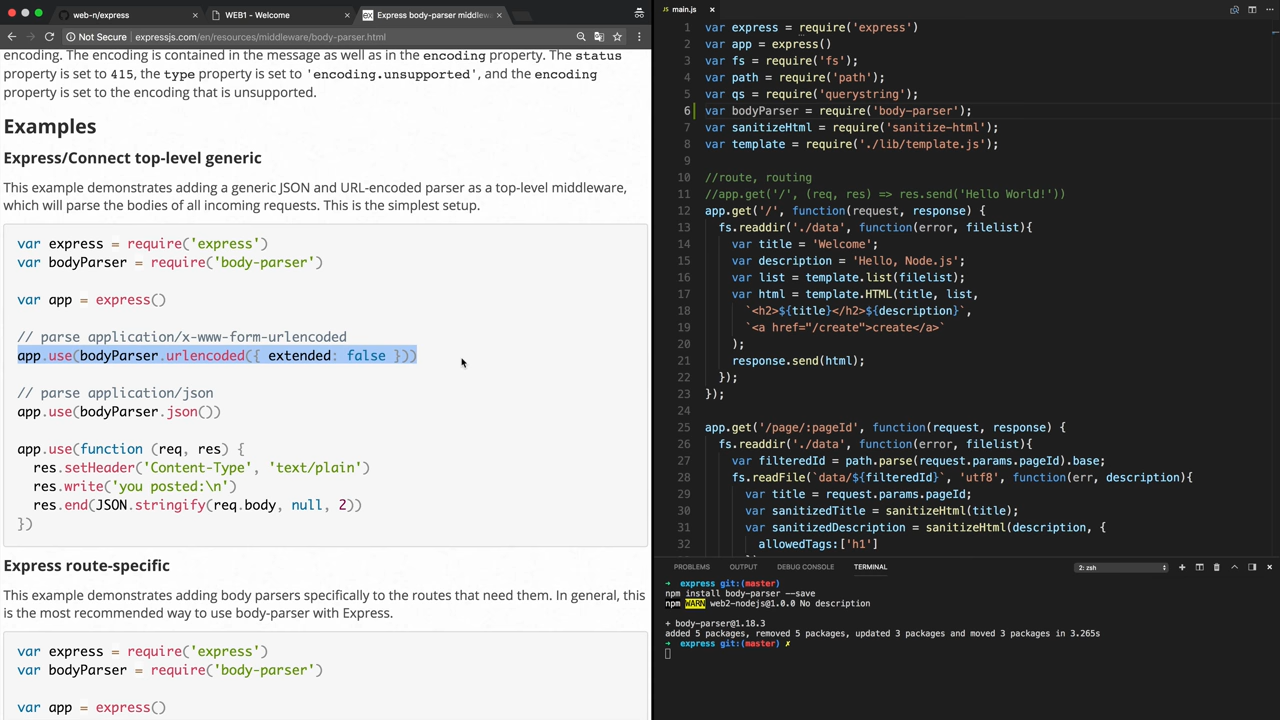 web-n/express
WEB1 - Welcome
Express body-parser middlew
Not Secure | expressjs.com/en/resources/middleware/body-parser.html
encoding. The encoding is contained in the message as well as in the encoding property. The status
property is set to 415, the type property is set to 'encoding.unsupported', and the encoding
property is set to the encoding that is unsupported.
Examples
Express/Connect top-level generic
This example demonstrates adding a generic JSON and URL-encoded parser as a top-level middleware,
which will parse the bodies of all incoming requests. This is the simplest setup.
var express = require('express')
var bodyParser = require('body-parser')
var app = express()
// parse application/x-www-form-urlencoded
app.use(bodyParser.urlencoded({ extended: false }))
// parse application/json
app.use(bodyParser.json())
app.use(function (req, res) {
res.setHeader('Content-Type', 'text/plain')
res.write('you posted:\n')
res.end(JSON.stringify(req.body, null, 2))
})
Express route-specific
This example demonstrates adding body parsers specifically to the routes that need them. In general, this
is the most recommended way to use body-parser with Express.
var express = require('express')
var bodyParser = require('body-parser')
var app = express()
main.js
1 var express = require('express')
2 var app = express()
3 var fs = require('fs');
4 var path = require('path');
5 var qs = require('querystring');
6 var bodyParser = require('body-parser');
7 var sanitizeHtml = require('sanitize-html');
8 var template = require('./lib/template.js');
9
10 //route, routing
11 //app.get('/', (req, res) => res.send('Hello World!'))
12 app.get('/', function(request, response) {
13 fs.readdir('./data', function(error, filelist){
14 var title = 'Welcome';
15 var description = 'Hello, Node.js';
16 var list = template.list(filelist);
17 var html = template.HTML(title, list,
18 `<h2>${title}</h2>${description}`,
19 `<a href="/create">create</a>`
20 );
21 response.send(html);
22 });
23 });
24
25 app.get('/page/:pageId', function(request, response) {
26 fs.readdir('./data', function(error, filelist){
27 var filteredId = path.parse(request.params.pageId).base;
28 fs.readFile(`data/${filteredId}`, 'utf8', function(err, description){
29 var title = request.params.pageId;
30 var sanitizedTitle = sanitizeHtml(title);
31 var sanitizedDescription = sanitizeHtml(description, {
32 allowedTags:['h1']
PROBLEMS OUTPUT DEBUG CONSOLE TERMINAL 2: zsh
➜ express git:(master)
npm install body-parser --save
npm WARN web2-nodejs@1.0.0 No description
+ body-parser@1.18.3
added 5 packages, removed 5 packages, updated 3 packages and moved 3 packages in 3.265s
➜ express git:(master) ✗